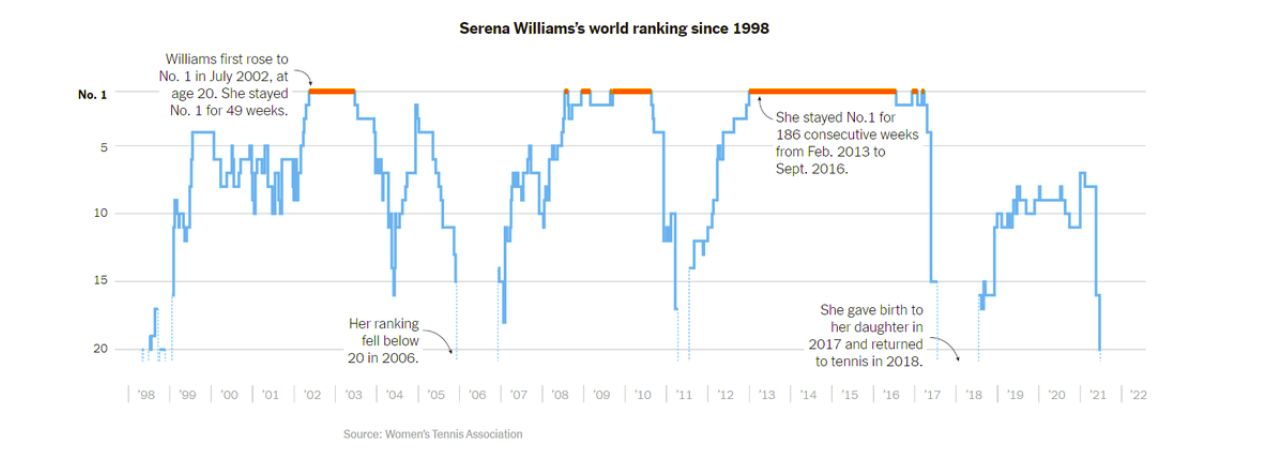 Serena Williams's world ranking since 1998
Williams first rose to
No. 1 in July 2002, at
age 20. She stayed
No. 1 for 49 weeks.
No. 1
She stayed No.1 for
186 consecutive weeks
from Feb. 2013 to
Sept. 2016.
5
10
15
She gave birth to
her daughter in
2017 and returned
to tennis in 2018.
Her ranking
fell below
20 in 2006.
20
'98 '99 '00 '01 '02 '03 '04 '05 '06 '07 '08 '09 '10 '11 '12 '13 '14 '15 '16 '17 '18 '19 '20 '21 '22
Source: Women's Tennis Association